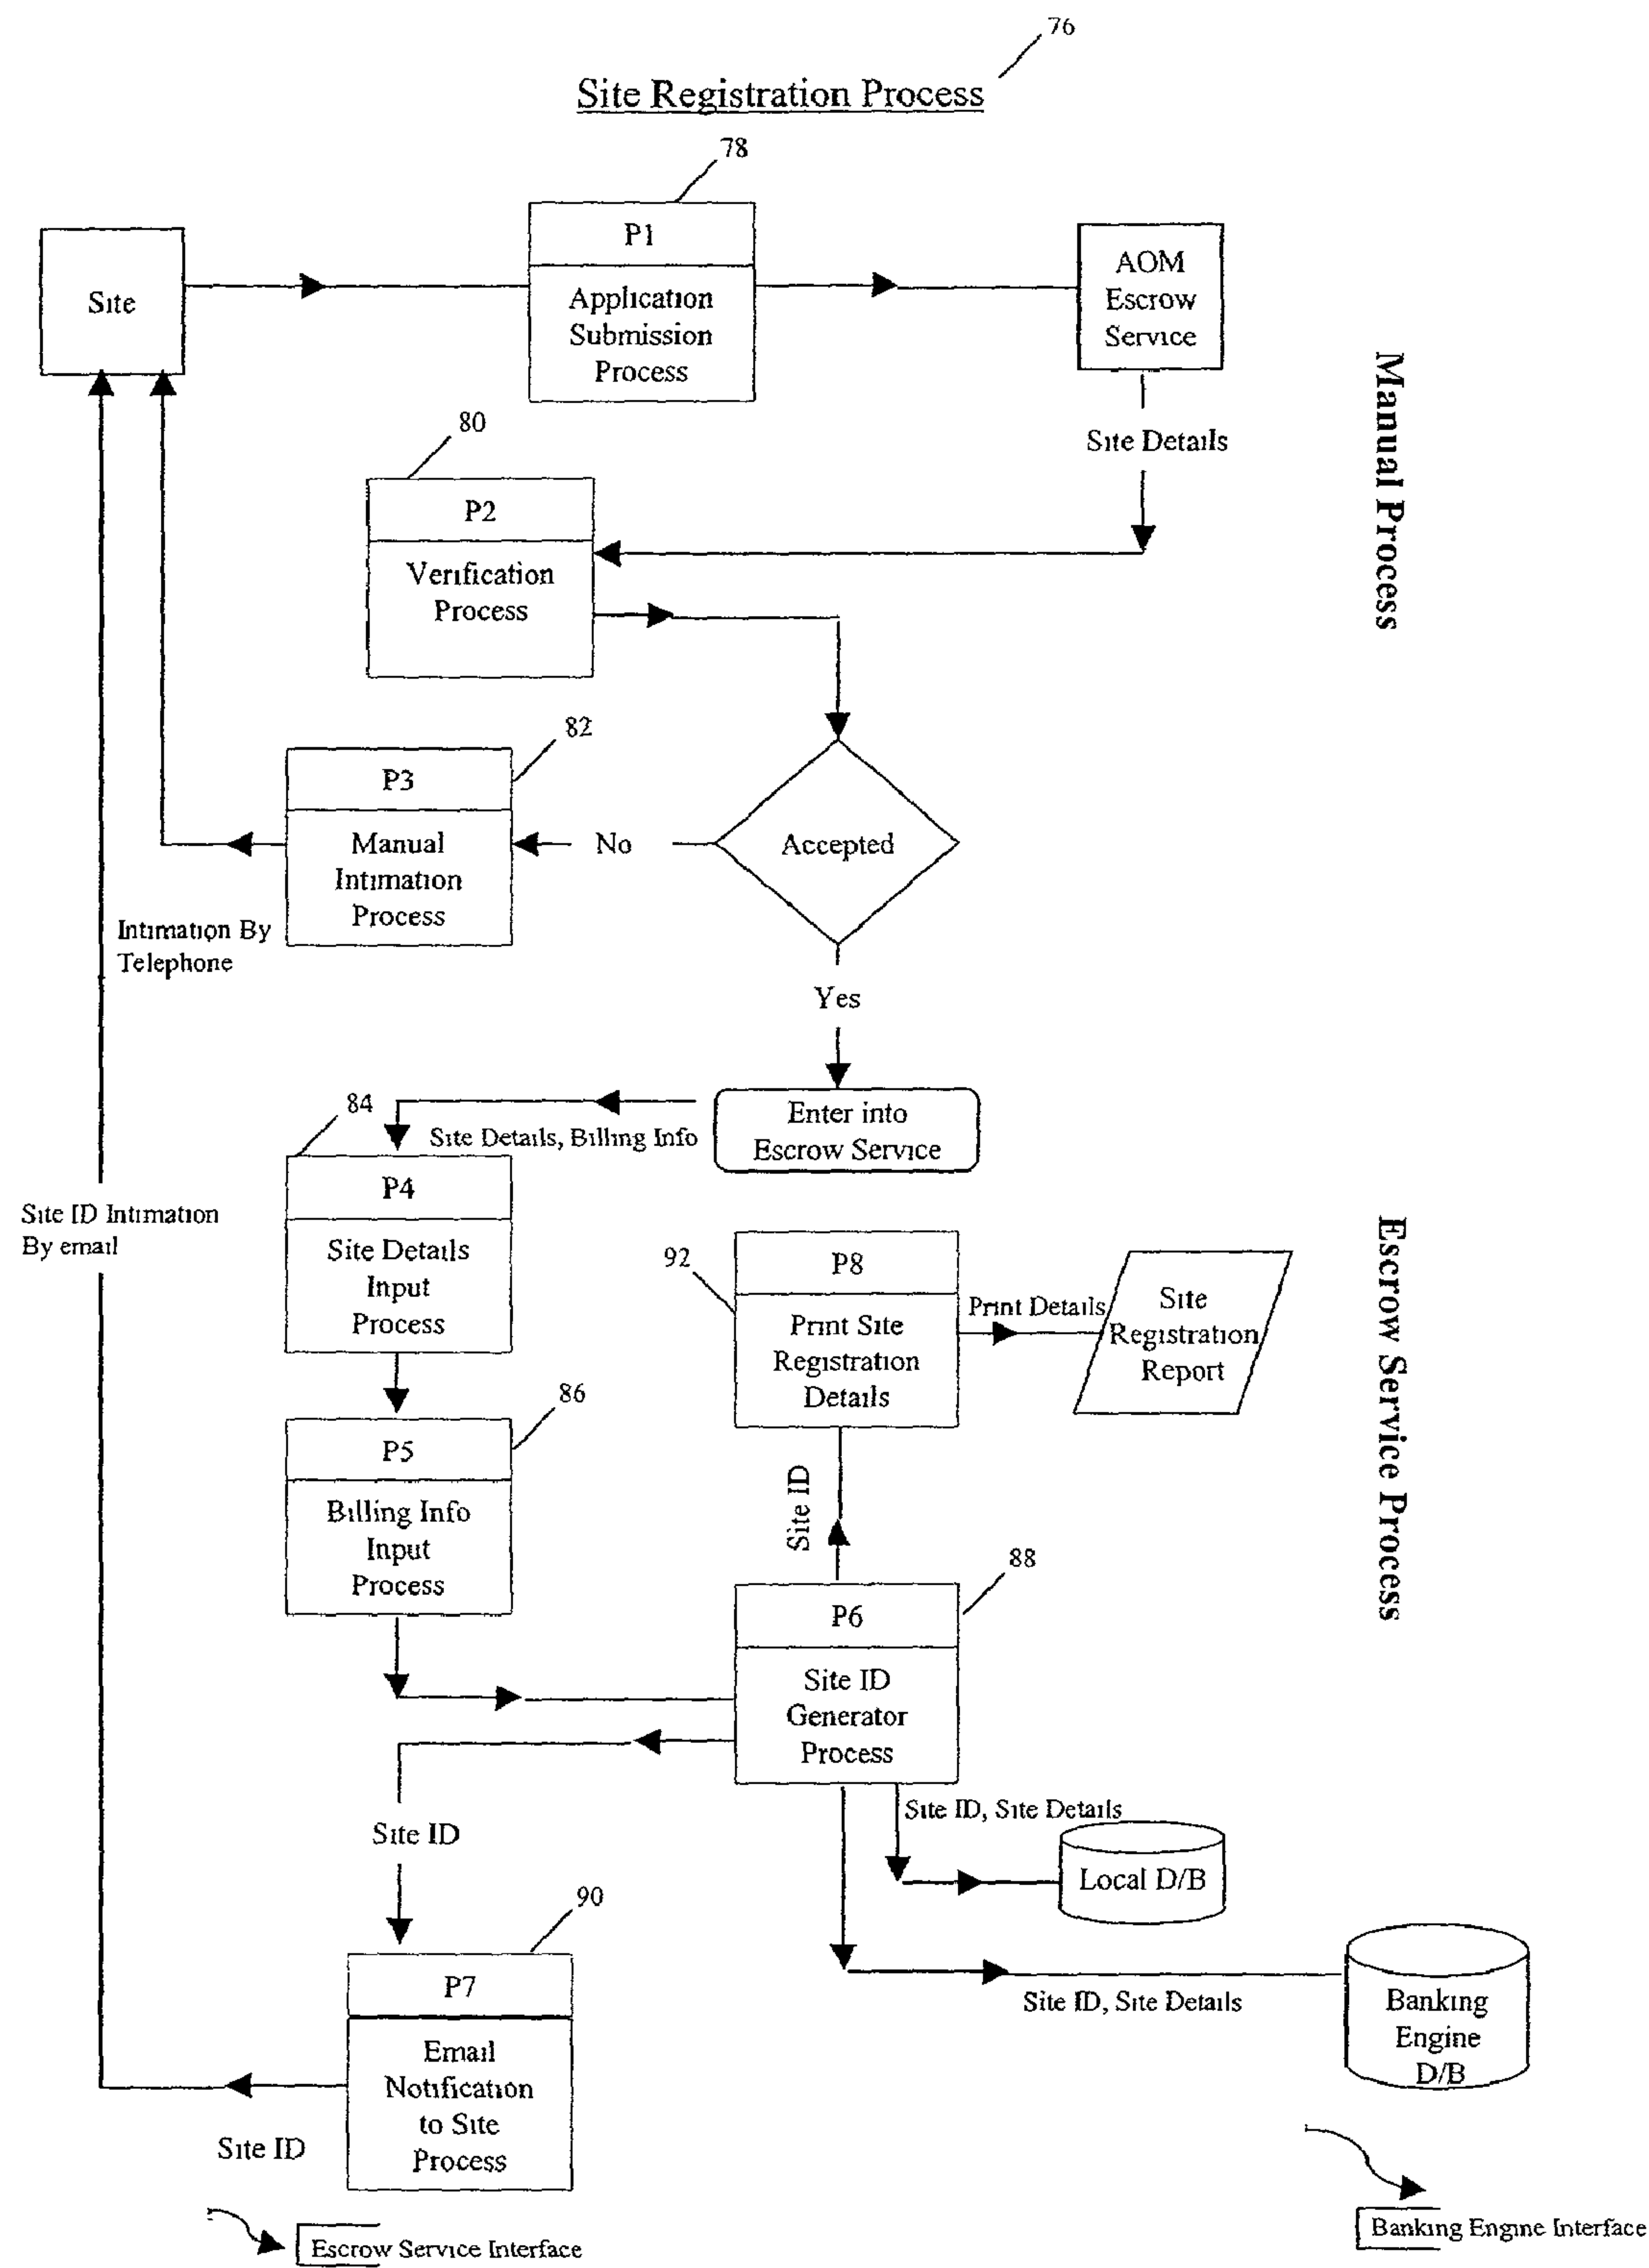 76
Site Registration Process
78
P1
Application
Submission
Process
Site
AOM
Escrow
Service
Site Details
Manual Process
80
P2
Verification
Process
82
P3
Manual
Intimation
Process
No
Accepted
Intimation By
Telephone
Yes
Enter into
Escrow Service
84
Site Details, Billing Info
P4
Site Details
Input
Process
Site ID Intimation
By email
92
P8
Print Site
Registration
Details
Print Details
Site
Registration
Report
Escrow Service Process
86
P5
Billing Info
Input
Process
Site ID
88
P6
Site ID
Generator
Process
Site ID
Site ID, Site Details
Local D/B
90
P7
Email
Notification
to Site
Process
Site ID, Site Details
Banking
Engine
D/B
Site ID
Escrow Service Interface
Banking Engine Interface